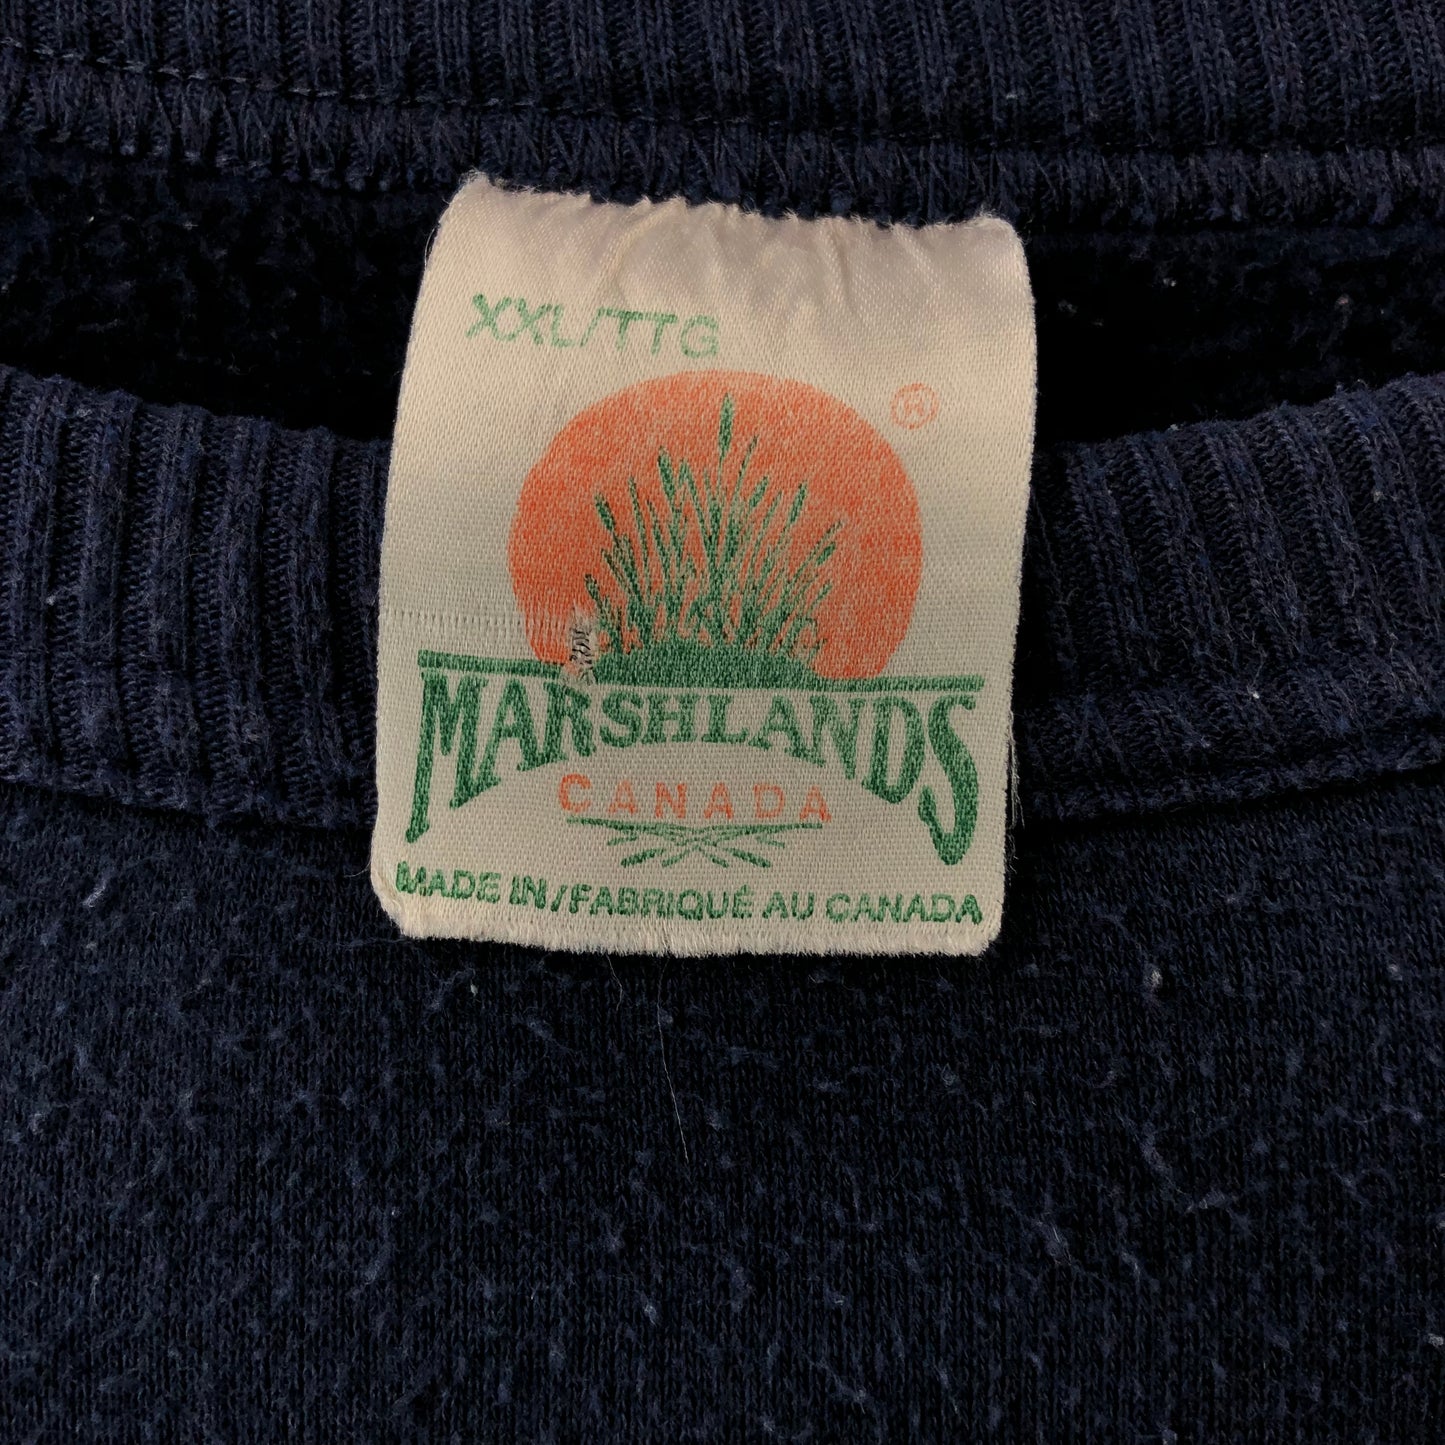 XXL/TTG
®
MARSHLANDS
CANADA
MADE IN/FABRIQUÉ AU CANADA